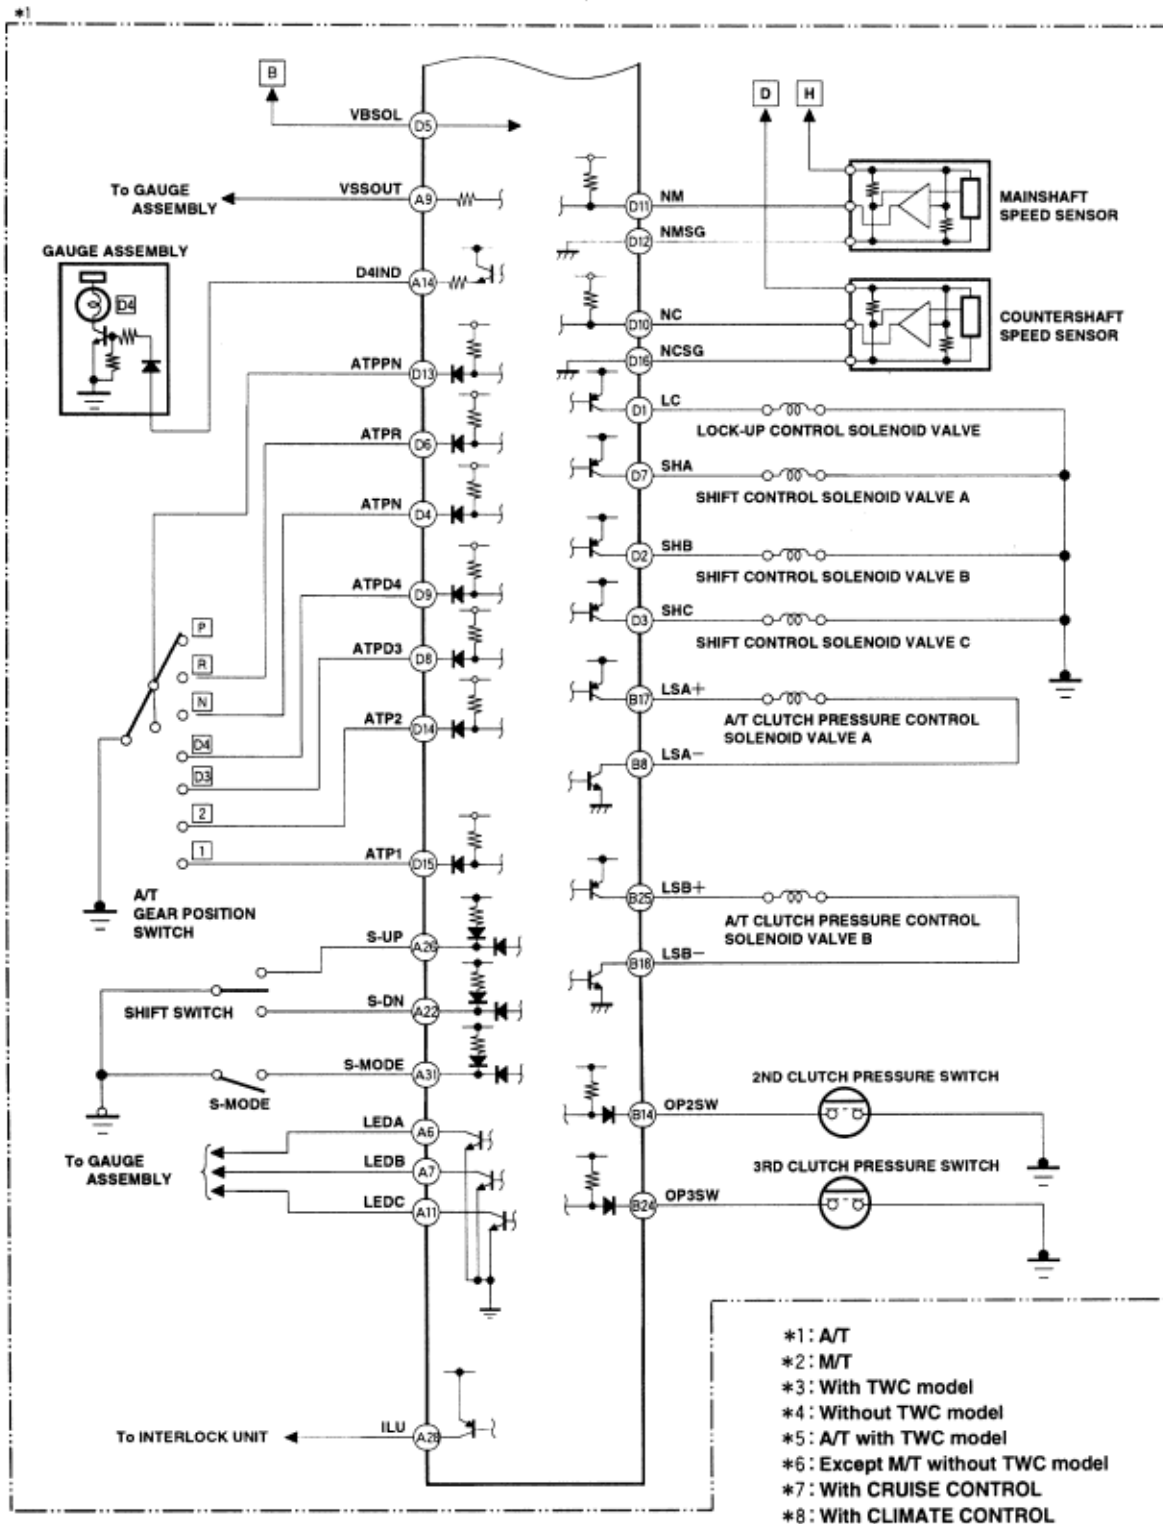 *1
B
VBSOL
D5
To GAUGE
ASSEMBLY
VSSOUT
A9
GAUGE ASSEMBLY
D4
D4IND
A14
ATPPN
D13
ATPR
D6
ATPN
D4
ATPD4
D9
ATPD3
D8
ATP2
D14
ATP1
D15
P
R
N
D4
D3
2
1
A/T
GEAR POSITION
SWITCH
S-UP
A26
S-DN
A22
SHIFT SWITCH
S-MODE
A31
S-MODE
LEDA
A6
LEDB
A7
LEDC
A11
To GAUGE
ASSEMBLY
ILU
A28
To INTERLOCK UNIT
D
H
D11
NM
D12
NMSG
MAINSHAFT
SPEED SENSOR
D10
NC
D16
NCSG
COUNTERSHAFT
SPEED SENSOR
D1
LC
LOCK-UP CONTROL SOLENOID VALVE
D7
SHA
SHIFT CONTROL SOLENOID VALVE A
D2
SHB
SHIFT CONTROL SOLENOID VALVE B
D3
SHC
SHIFT CONTROL SOLENOID VALVE C
B17
LSA+
A/T CLUTCH PRESSURE CONTROL
SOLENOID VALVE A
B8
LSA−
B25
LSB+
A/T CLUTCH PRESSURE CONTROL
SOLENOID VALVE B
B18
LSB−
2ND CLUTCH PRESSURE SWITCH
B14
OP2SW
3RD CLUTCH PRESSURE SWITCH
B24
OP3SW
*1: A/T
*2: M/T
*3: With TWC model
*4: Without TWC model
*5: A/T with TWC model
*6: Except M/T without TWC model
*7: With CRUISE CONTROL
*8: With CLIMATE CONTROL